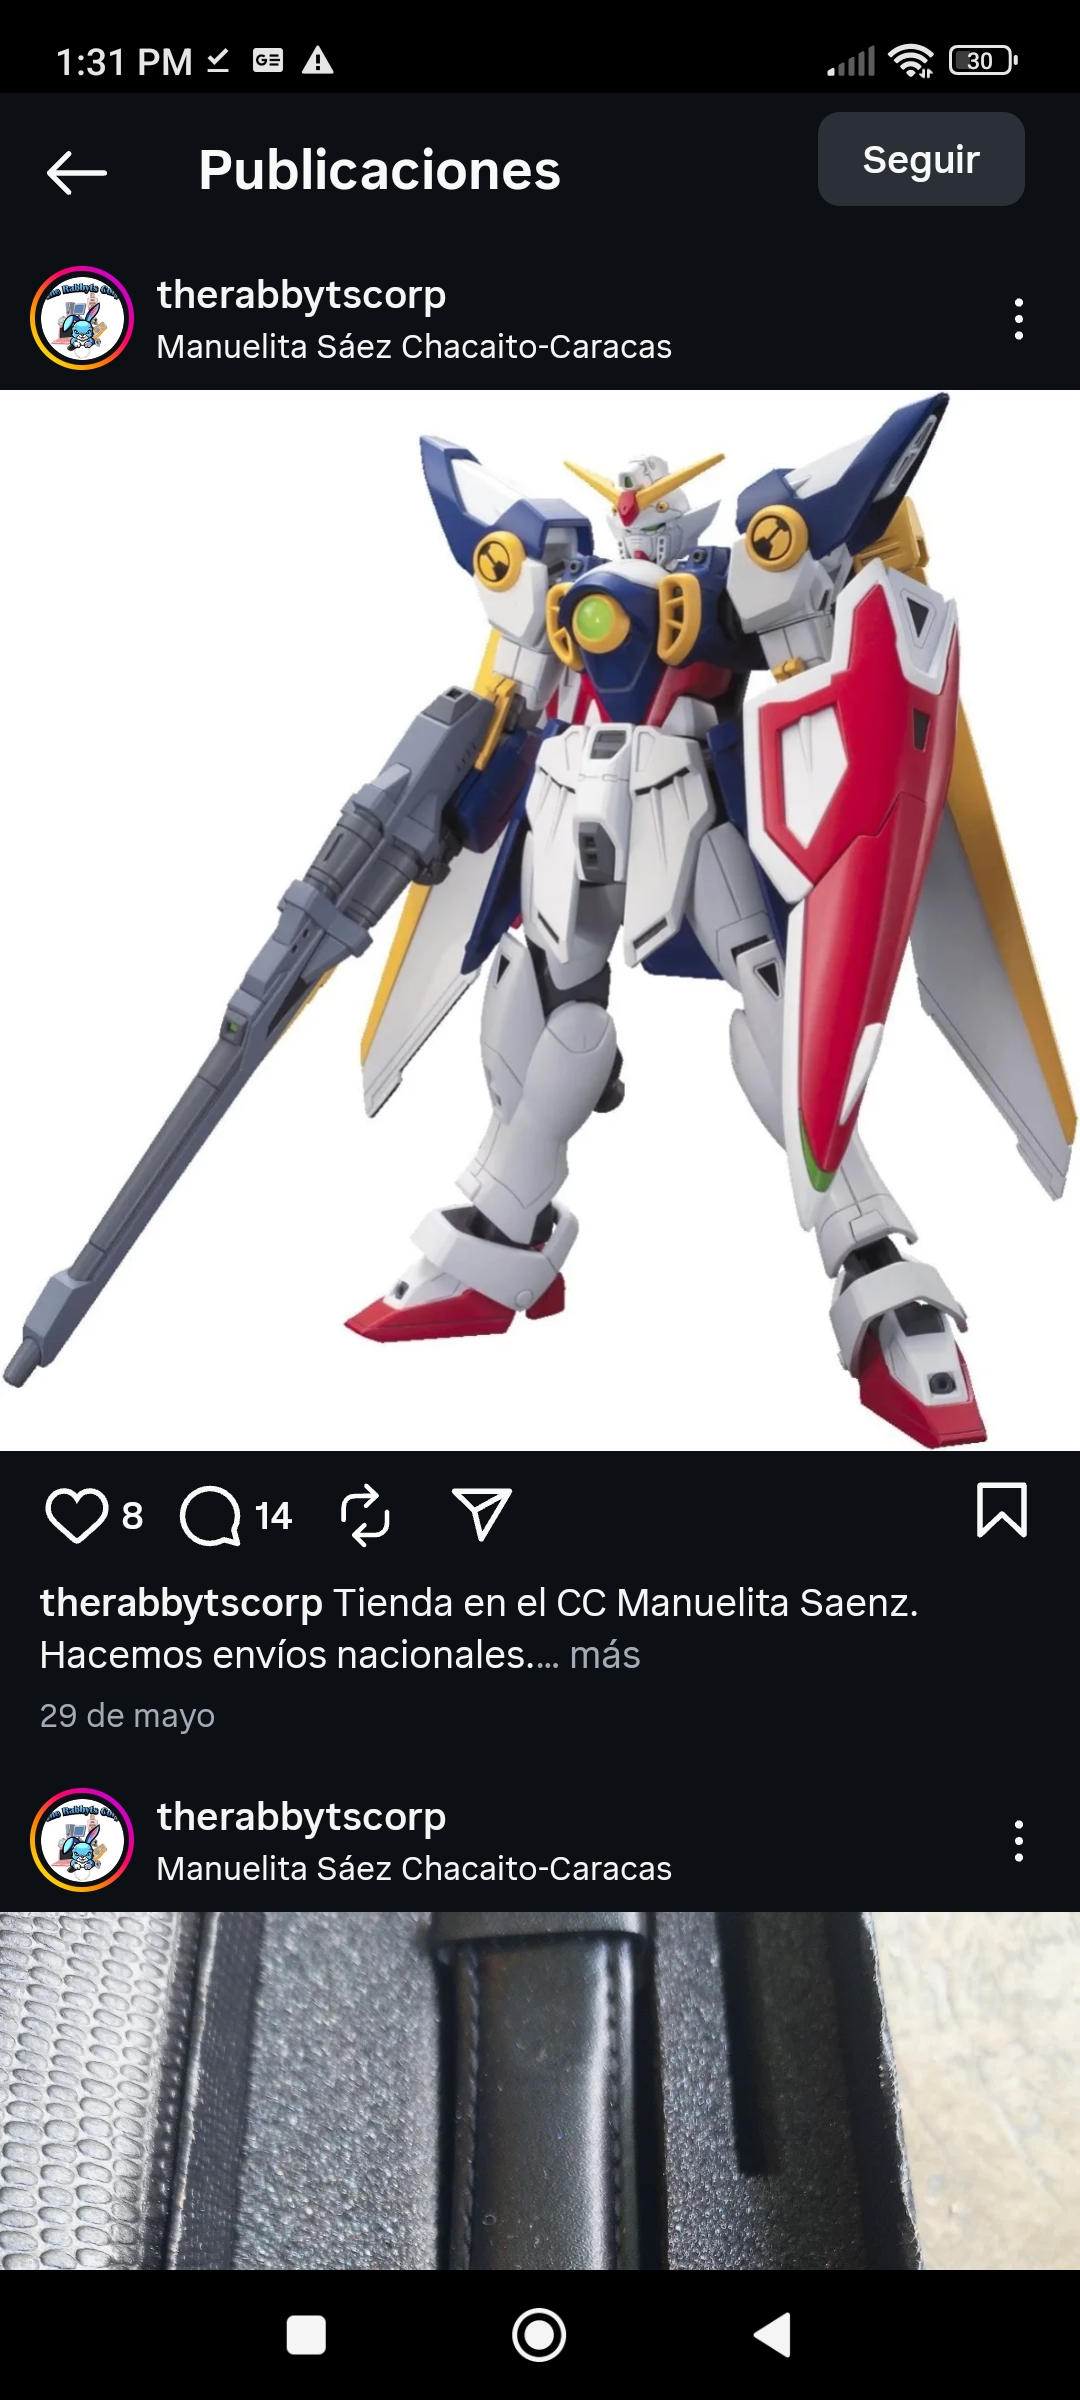 1:31 PM
30
Publicaciones
Seguir
therabbytscorp
Manuelita Sáez Chacaito-Caracas
8
14
therabbytscorp Tienda en el CC Manuelita Saenz.
Hacemos envíos nacionales.... más
29 de mayo
therabbytscorp
Manuelita Sáez Chacaito-Caracas